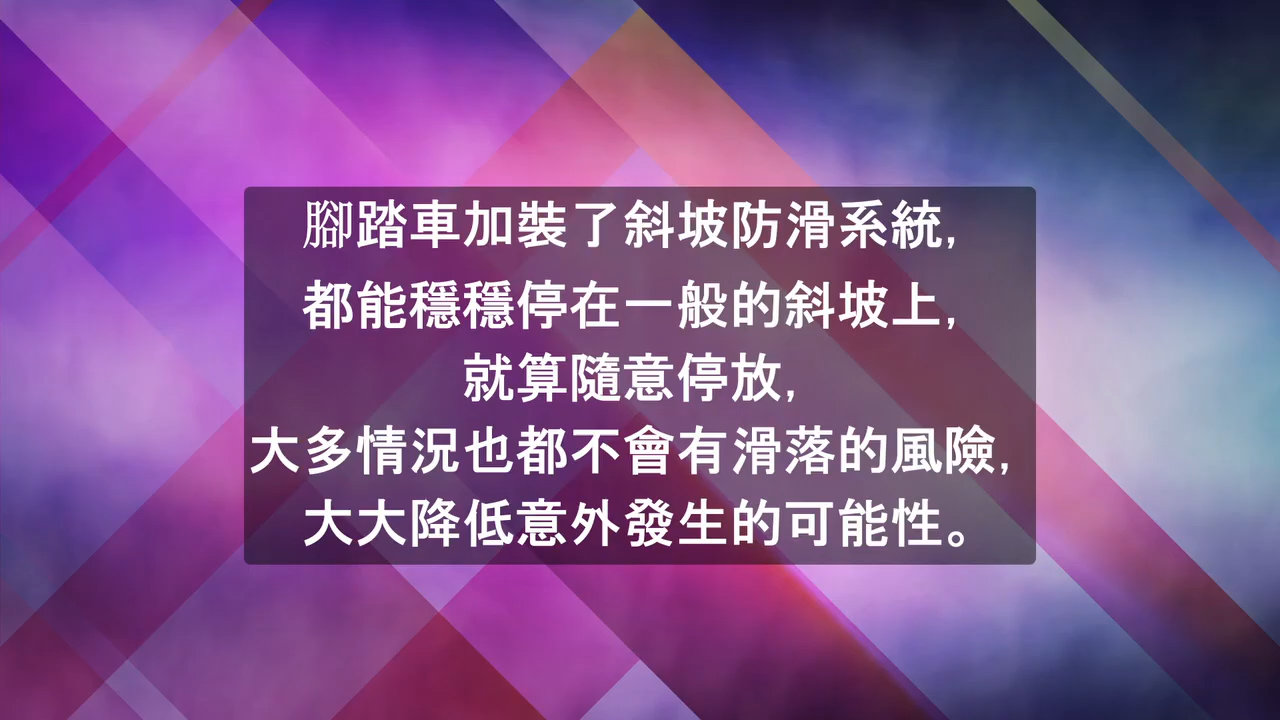 腳踏車加裝了斜坡防滑系統,
都能穩穩停在一般的斜坡上,
就算隨意停放,
大多情況也都不會有滑落的風險,
大大降低意外發生的可能性。